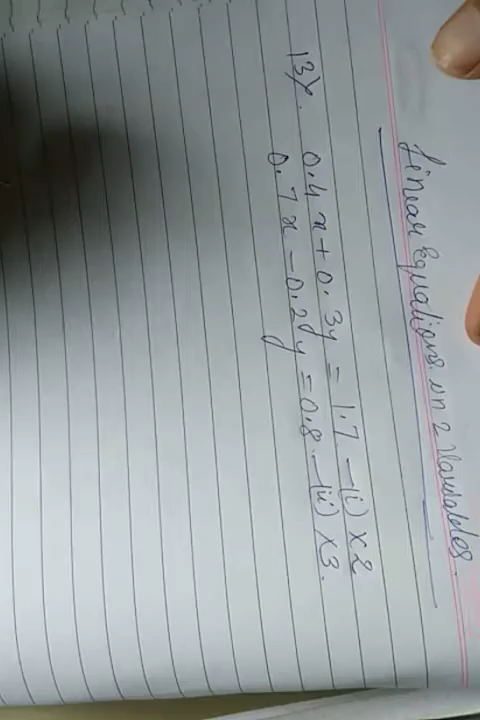 Linear Equations in 2 Variables.
13). 0.4x + 0.3y = 1.7 - (i) × 2
0.7x - 0.2y = 0.8 - (ii) × 3.